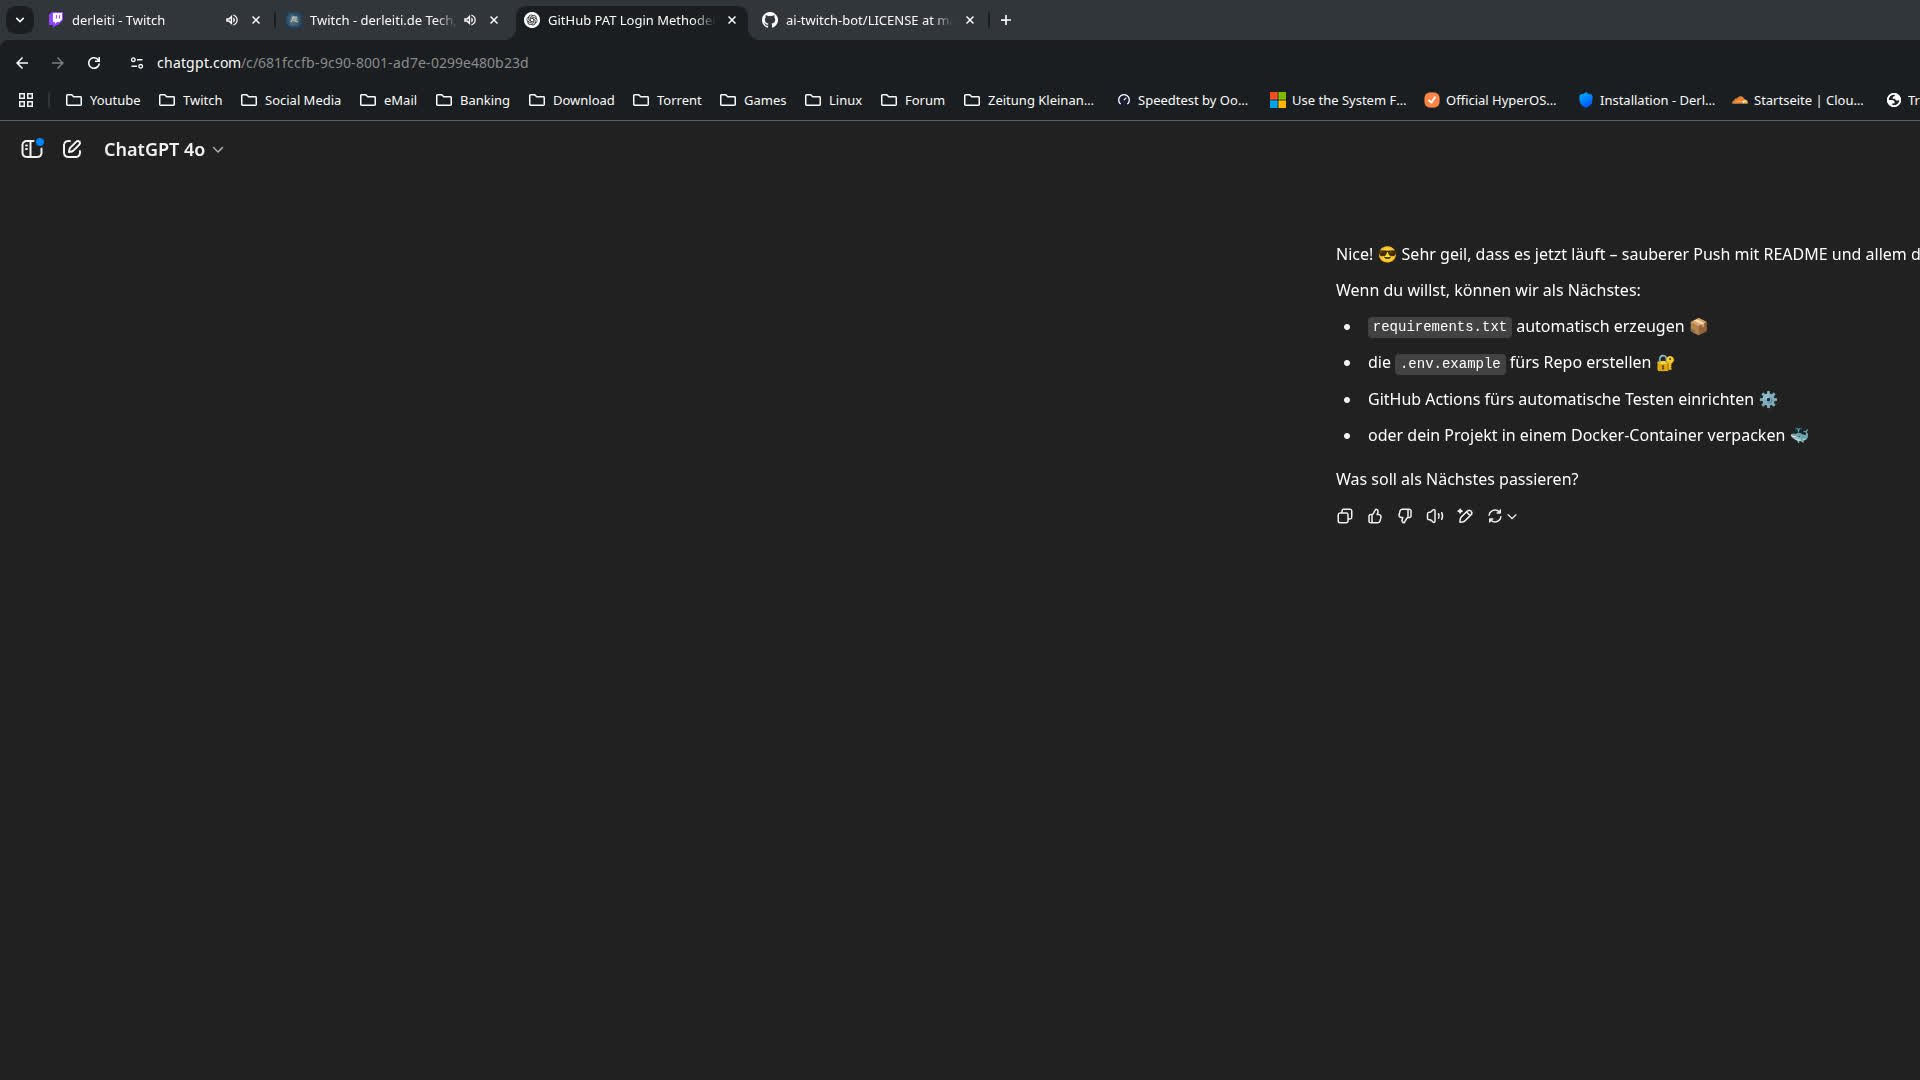 derleiti - Twitch
Twitch - derleiti.de Tech
GitHub PAT Login Methode
ai-twitch-bot/LICENSE at m
chatgpt.com/c/681fccfb-9c90-8001-ad7e-0299e480b23d
Youtube
Twitch
Social Media
eMail
Banking
Download
Torrent
Games
Linux
Forum
Zeitung Kleinan...
Speedtest by Oo...
Use the System F...
Official HyperOS...
Installation - Derl...
Startseite | Clou...
Tr
ChatGPT 4o
Nice! 😎 Sehr geil, dass es jetzt läuft – sauberer Push mit README und allem d
Wenn du willst, können wir als Nächstes:
• requirements.txt automatisch erzeugen 📦
• die .env.example fürs Repo erstellen 🔐
• GitHub Actions fürs automatische Testen einrichten ⚙️
• oder dein Projekt in einem Docker-Container verpacken 🐳
Was soll als Nächstes passieren?